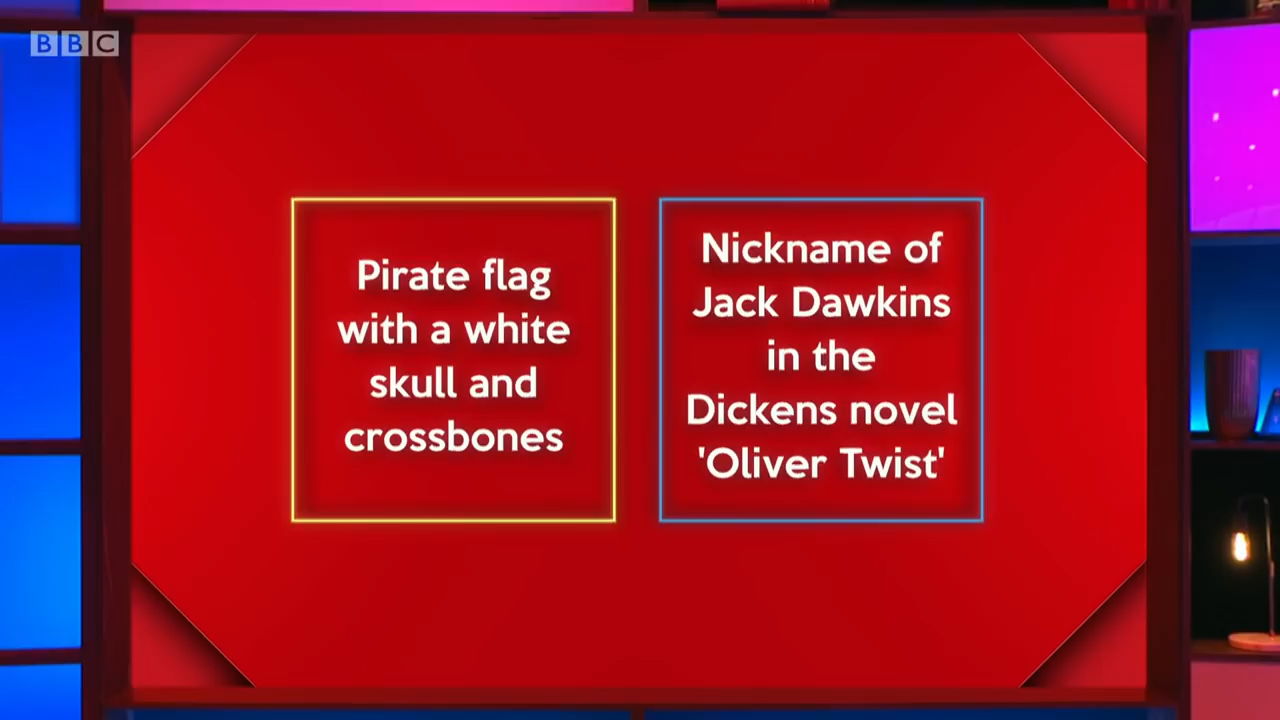 BBC
Pirate flag
with a white
skull and
crossbones
Nickname of
Jack Dawkins
in the
Dickens novel
'Oliver Twist'